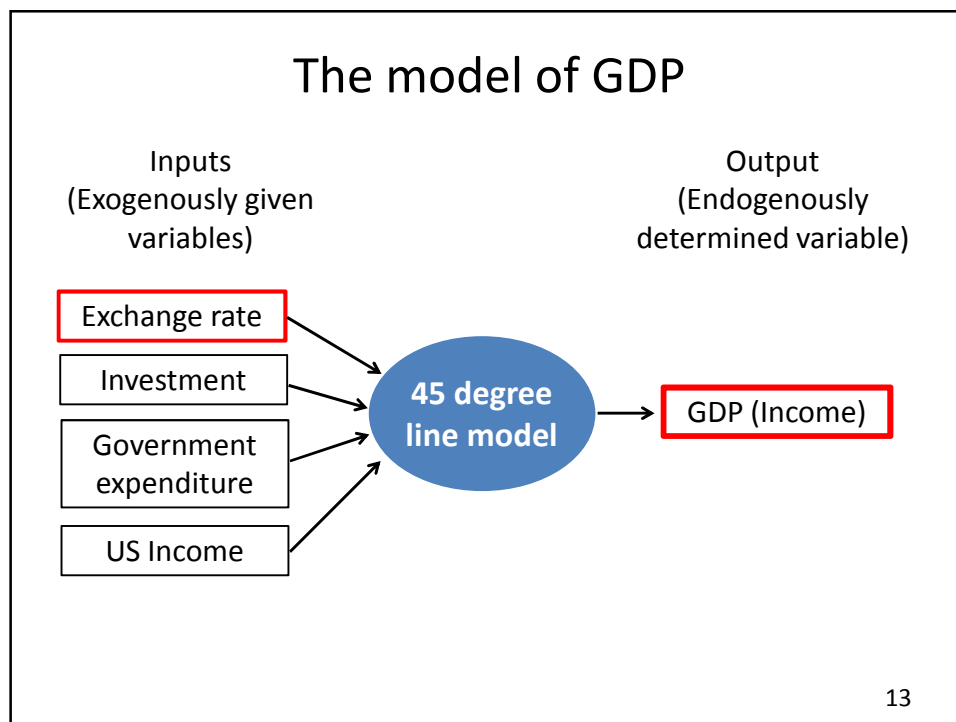 The model of GDP
Inputs
(Exogenously given
variables)
Output
(Endogenously
determined variable)
Exchange rate
Investment
Government
expenditure
US Income
45 degree
line model
GDP (Income)
13